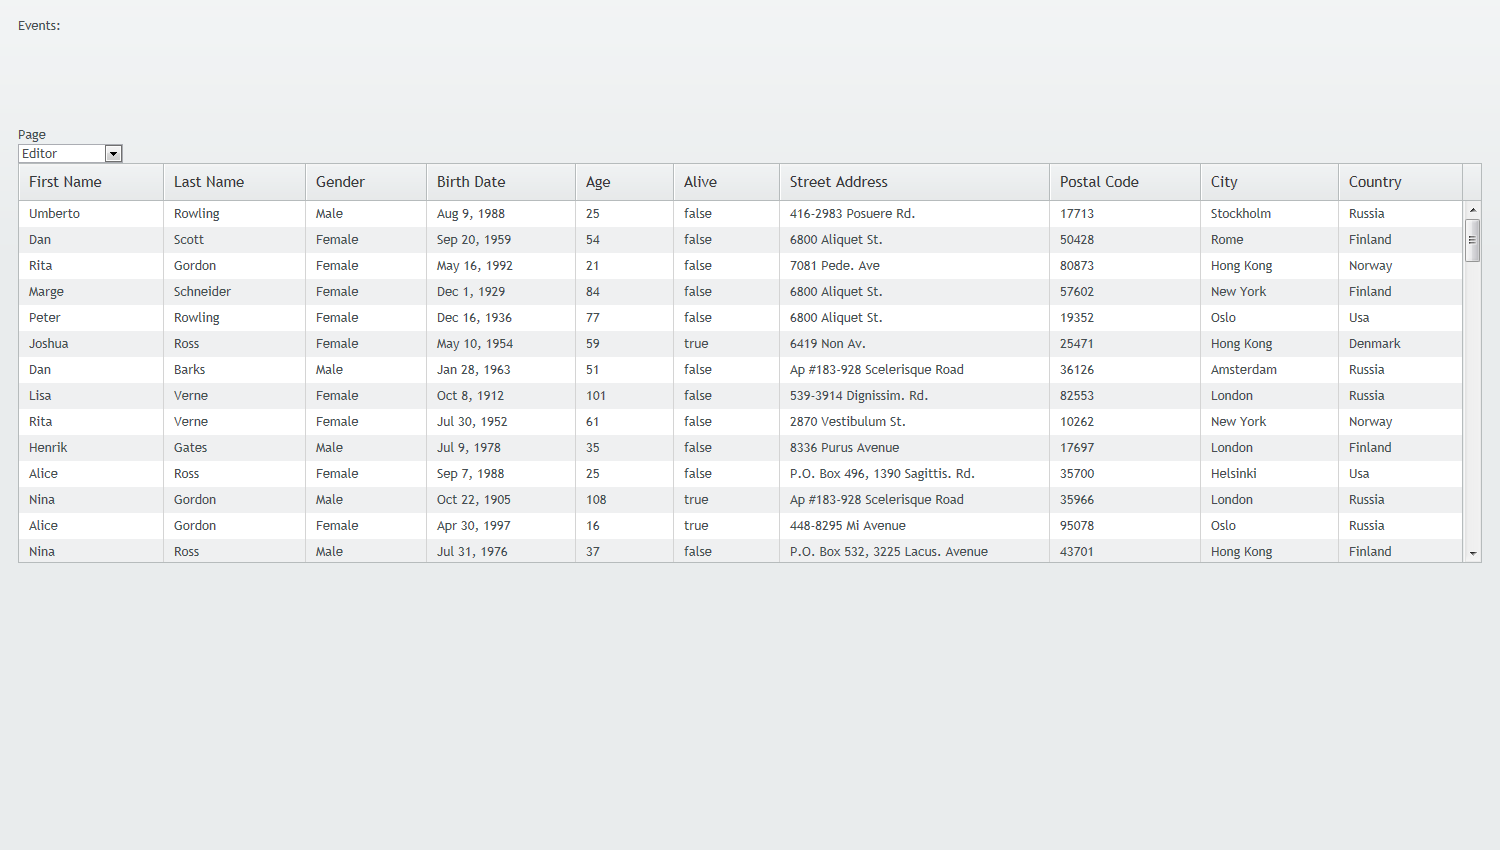 Events:
Page
Editor
First Name Last Name Gender Birth Date Age Alive Street Address Postal Code City Country
Umberto Rowling Male Aug 9, 1988 25 false 416-2983 Posuere Rd. 17713 Stockholm Russia
Dan Scott Female Sep 20, 1959 54 false 6800 Aliquet St. 50428 Rome Finland
Rita Gordon Female May 16, 1992 21 false 7081 Pede. Ave 80873 Hong Kong Norway
Marge Schneider Female Dec 1, 1929 84 false 6800 Aliquet St. 57602 New York Finland
Peter Rowling Female Dec 16, 1936 77 false 6800 Aliquet St. 19352 Oslo Usa
Joshua Ross Female May 10, 1954 59 true 6419 Non Av. 25471 Hong Kong Denmark
Dan Barks Male Jan 28, 1963 51 false Ap #183-928 Scelerisque Road 36126 Amsterdam Russia
Lisa Verne Female Oct 8, 1912 101 false 539-3914 Dignissim. Rd. 82553 London Russia
Rita Verne Female Jul 30, 1952 61 false 2870 Vestibulum St. 10262 New York Norway
Henrik Gates Male Jul 9, 1978 35 false 8336 Purus Avenue 17697 London Finland
Alice Ross Female Sep 7, 1988 25 false P.O. Box 496, 1390 Sagittis. Rd. 35700 Helsinki Usa
Nina Gordon Male Oct 22, 1905 108 true Ap #183-928 Scelerisque Road 35966 London Russia
Alice Gordon Female Apr 30, 1997 16 true 448-8295 Mi Avenue 95078 Oslo Russia
Nina Ross Male Jul 31, 1976 37 false P.O. Box 532, 3225 Lacus. Avenue 43701 Hong Kong Finland